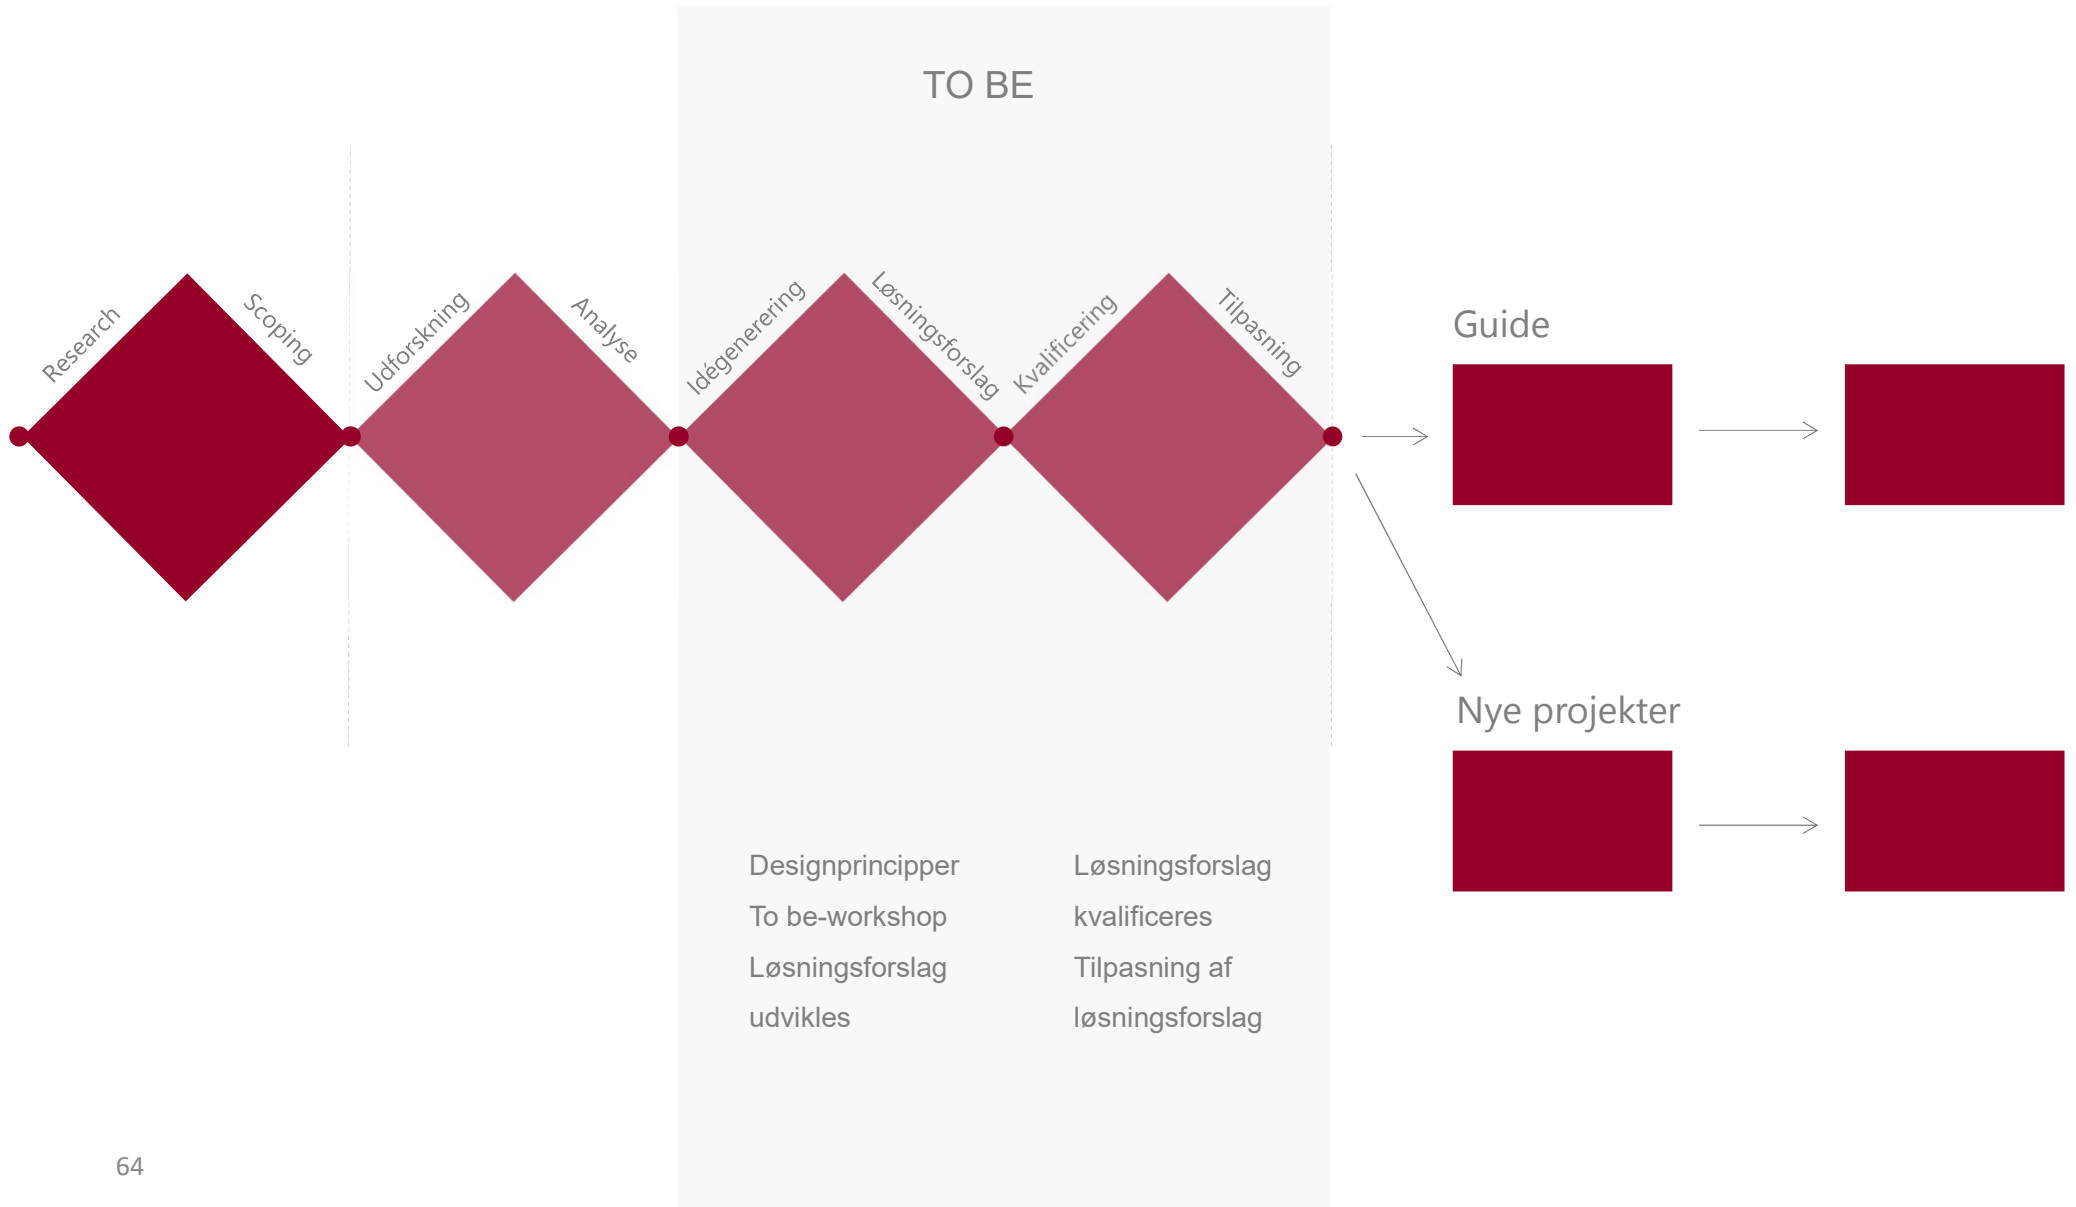 TO BE
Research
Scoping
Udforskning
Analyse
Idégenerering
Løsningsforslag
Kvalificering
Tilpasning
Guide
Nye projekter
Designprincipper
To be-workshop
Løsningsforslag
udvikles
Løsningsforslag
kvalificeres
Tilpasning af
løsningsforslag
64